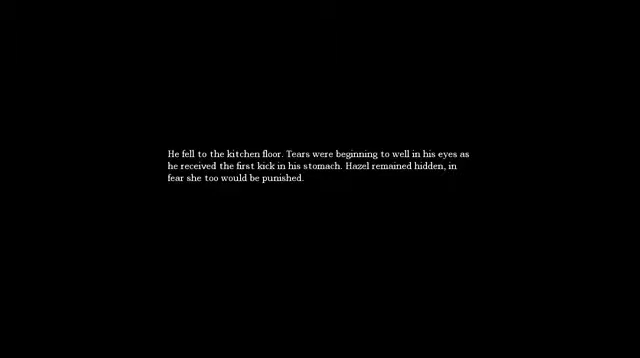 He fell to the kitchen floor. Tears were beginning to well in his eyes as
he received the first kick in his stomach. Hazel remained hidden, in
fear she too would be punished.